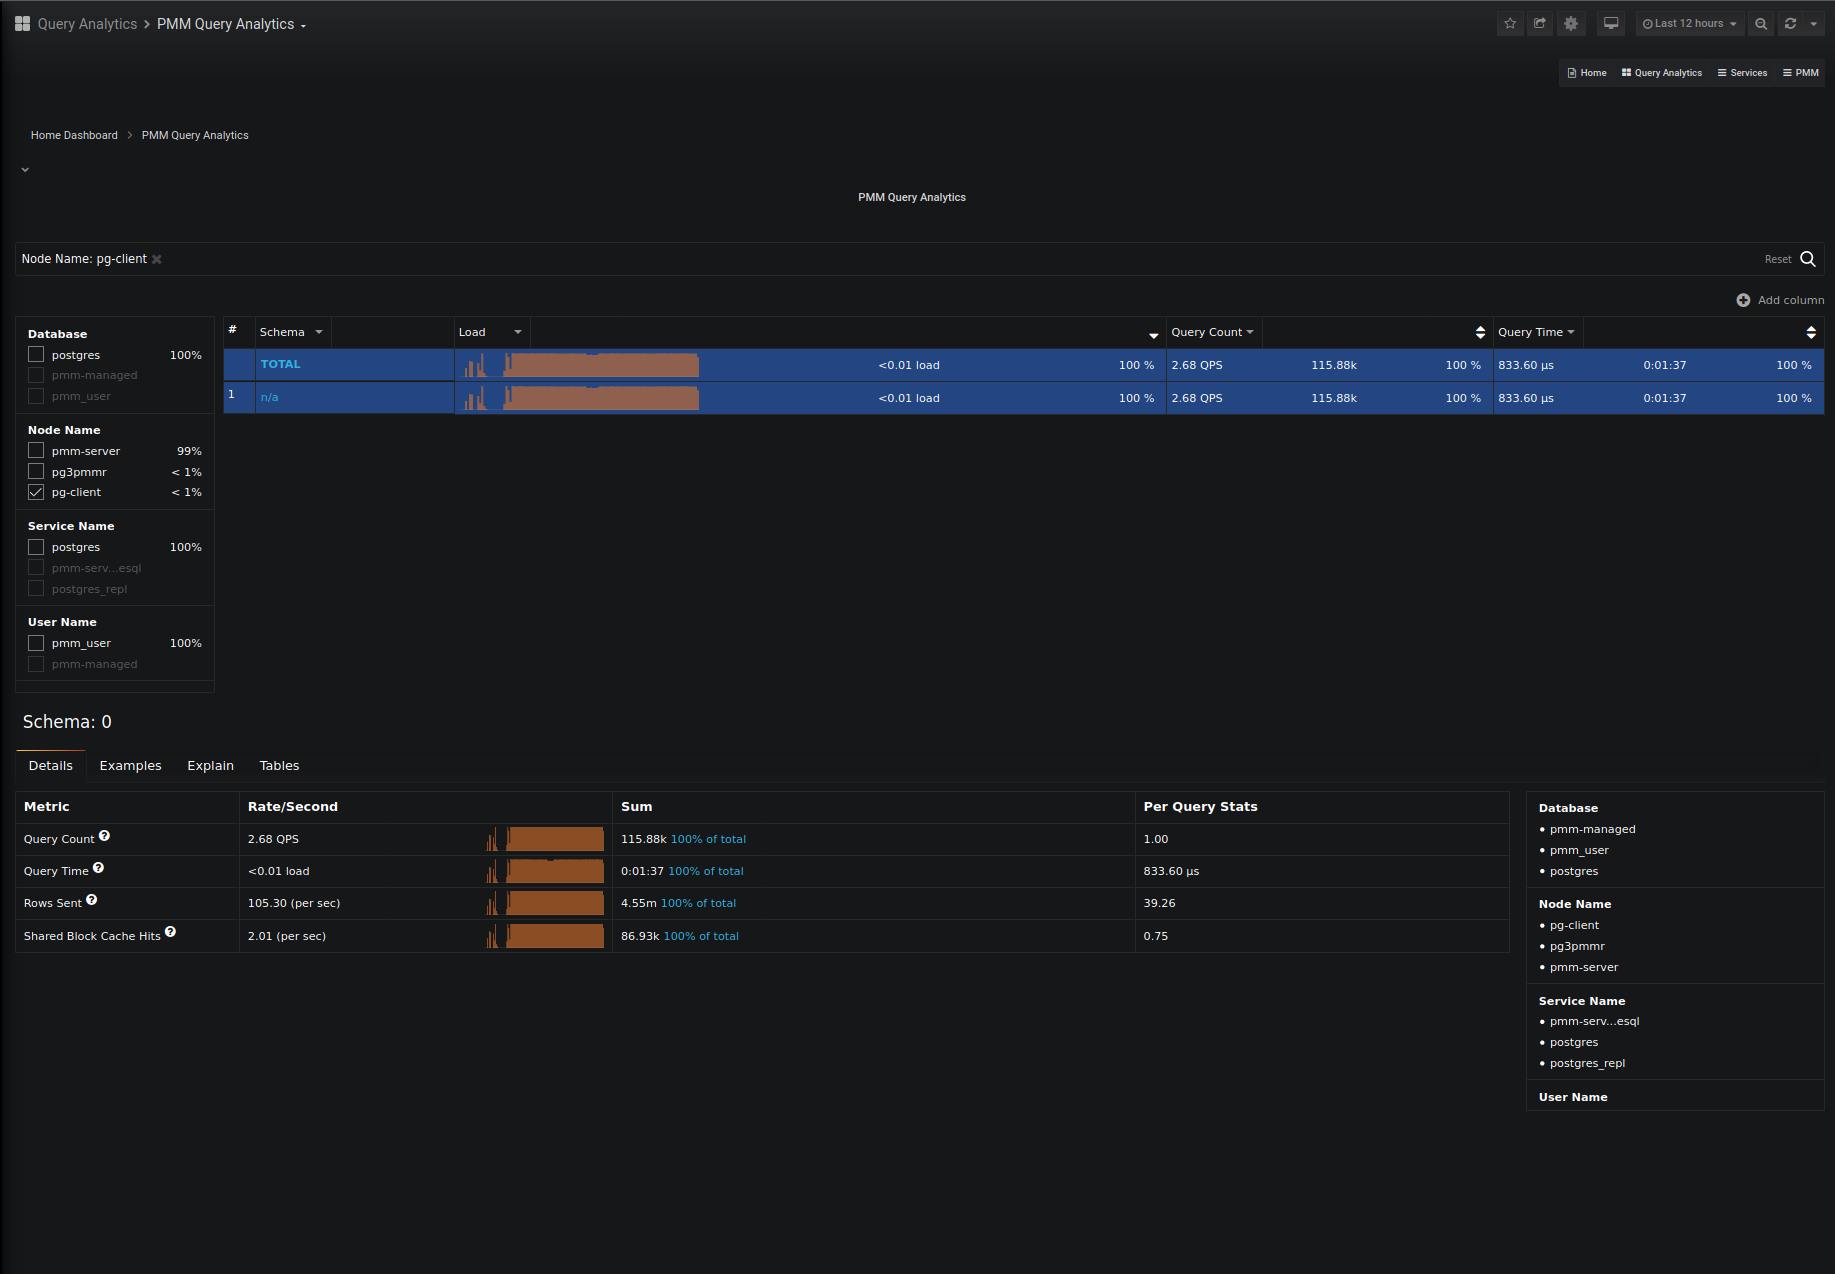 Query Analytics > PMM Query Analytics
Last 12 hours
Home Query Analytics Services PMM
Home Dashboard > PMM Query Analytics
PMM Query Analytics
Node Name: pg-client
Reset
Add column
Database
postgres 100%
pmm-managed
pmm_user
Node Name
pmm-server 99%
pg3pmmr < 1%
pg-client < 1%
Service Name
postgres 100%
pmm-serv...esql
postgres_repl
User Name
pmm_user 100%
pmm-managed
# Schema Load Query Count Query Time
TOTAL <0.01 load 100 % 2.68 QPS 115.88k 100 % 833.60 µs 0:01:37 100 %
1 n/a <0.01 load 100 % 2.68 QPS 115.88k 100 % 833.60 µs 0:01:37 100 %
Schema: 0
Details Examples Explain Tables
Metric Rate/Second Sum Per Query Stats
Query Count ? 2.68 QPS 115.88k 100% of total 1.00
Query Time ? <0.01 load 0:01:37 100% of total 833.60 µs
Rows Sent ? 105.30 (per sec) 4.55m 100% of total 39.26
Shared Block Cache Hits ? 2.01 (per sec) 86.93k 100% of total 0.75
Database
• pmm-managed
• pmm_user
• postgres
Node Name
• pg-client
• pg3pmmr
• pmm-server
Service Name
• pmm-serv...esql
• postgres
• postgres_repl
User Name